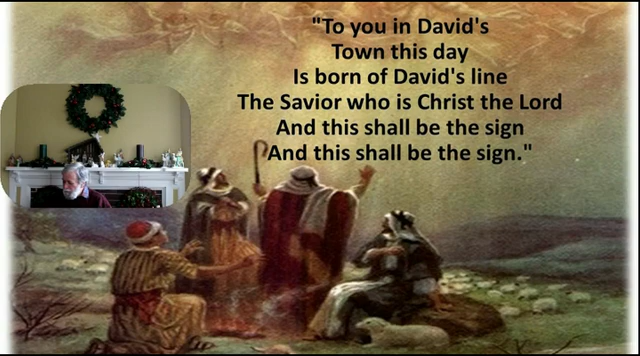 "To you in David's
Town this day
Is born of David's line
The Savior who is Christ the Lord
And this shall be the sign
And this shall be the sign."